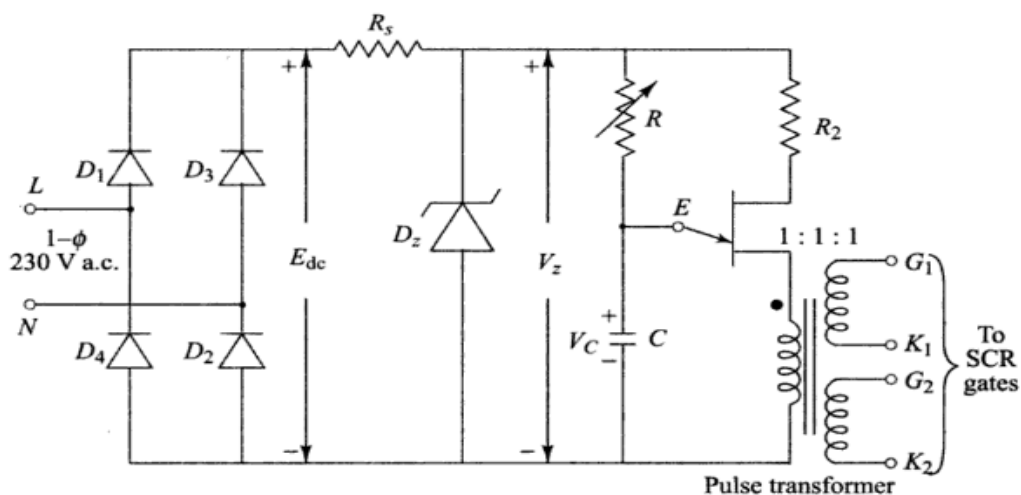 R_s
+
+
R
R_2
D_1
D_3
L
E
1–ϕ
230 V a.c.
E_dc
D_z
V_z
1 : 1 : 1
G_1
N
+
V_C
C
–
K_1
To
SCR
gates
D_4
D_2
G_2
–
–
K_2
Pulse transformer